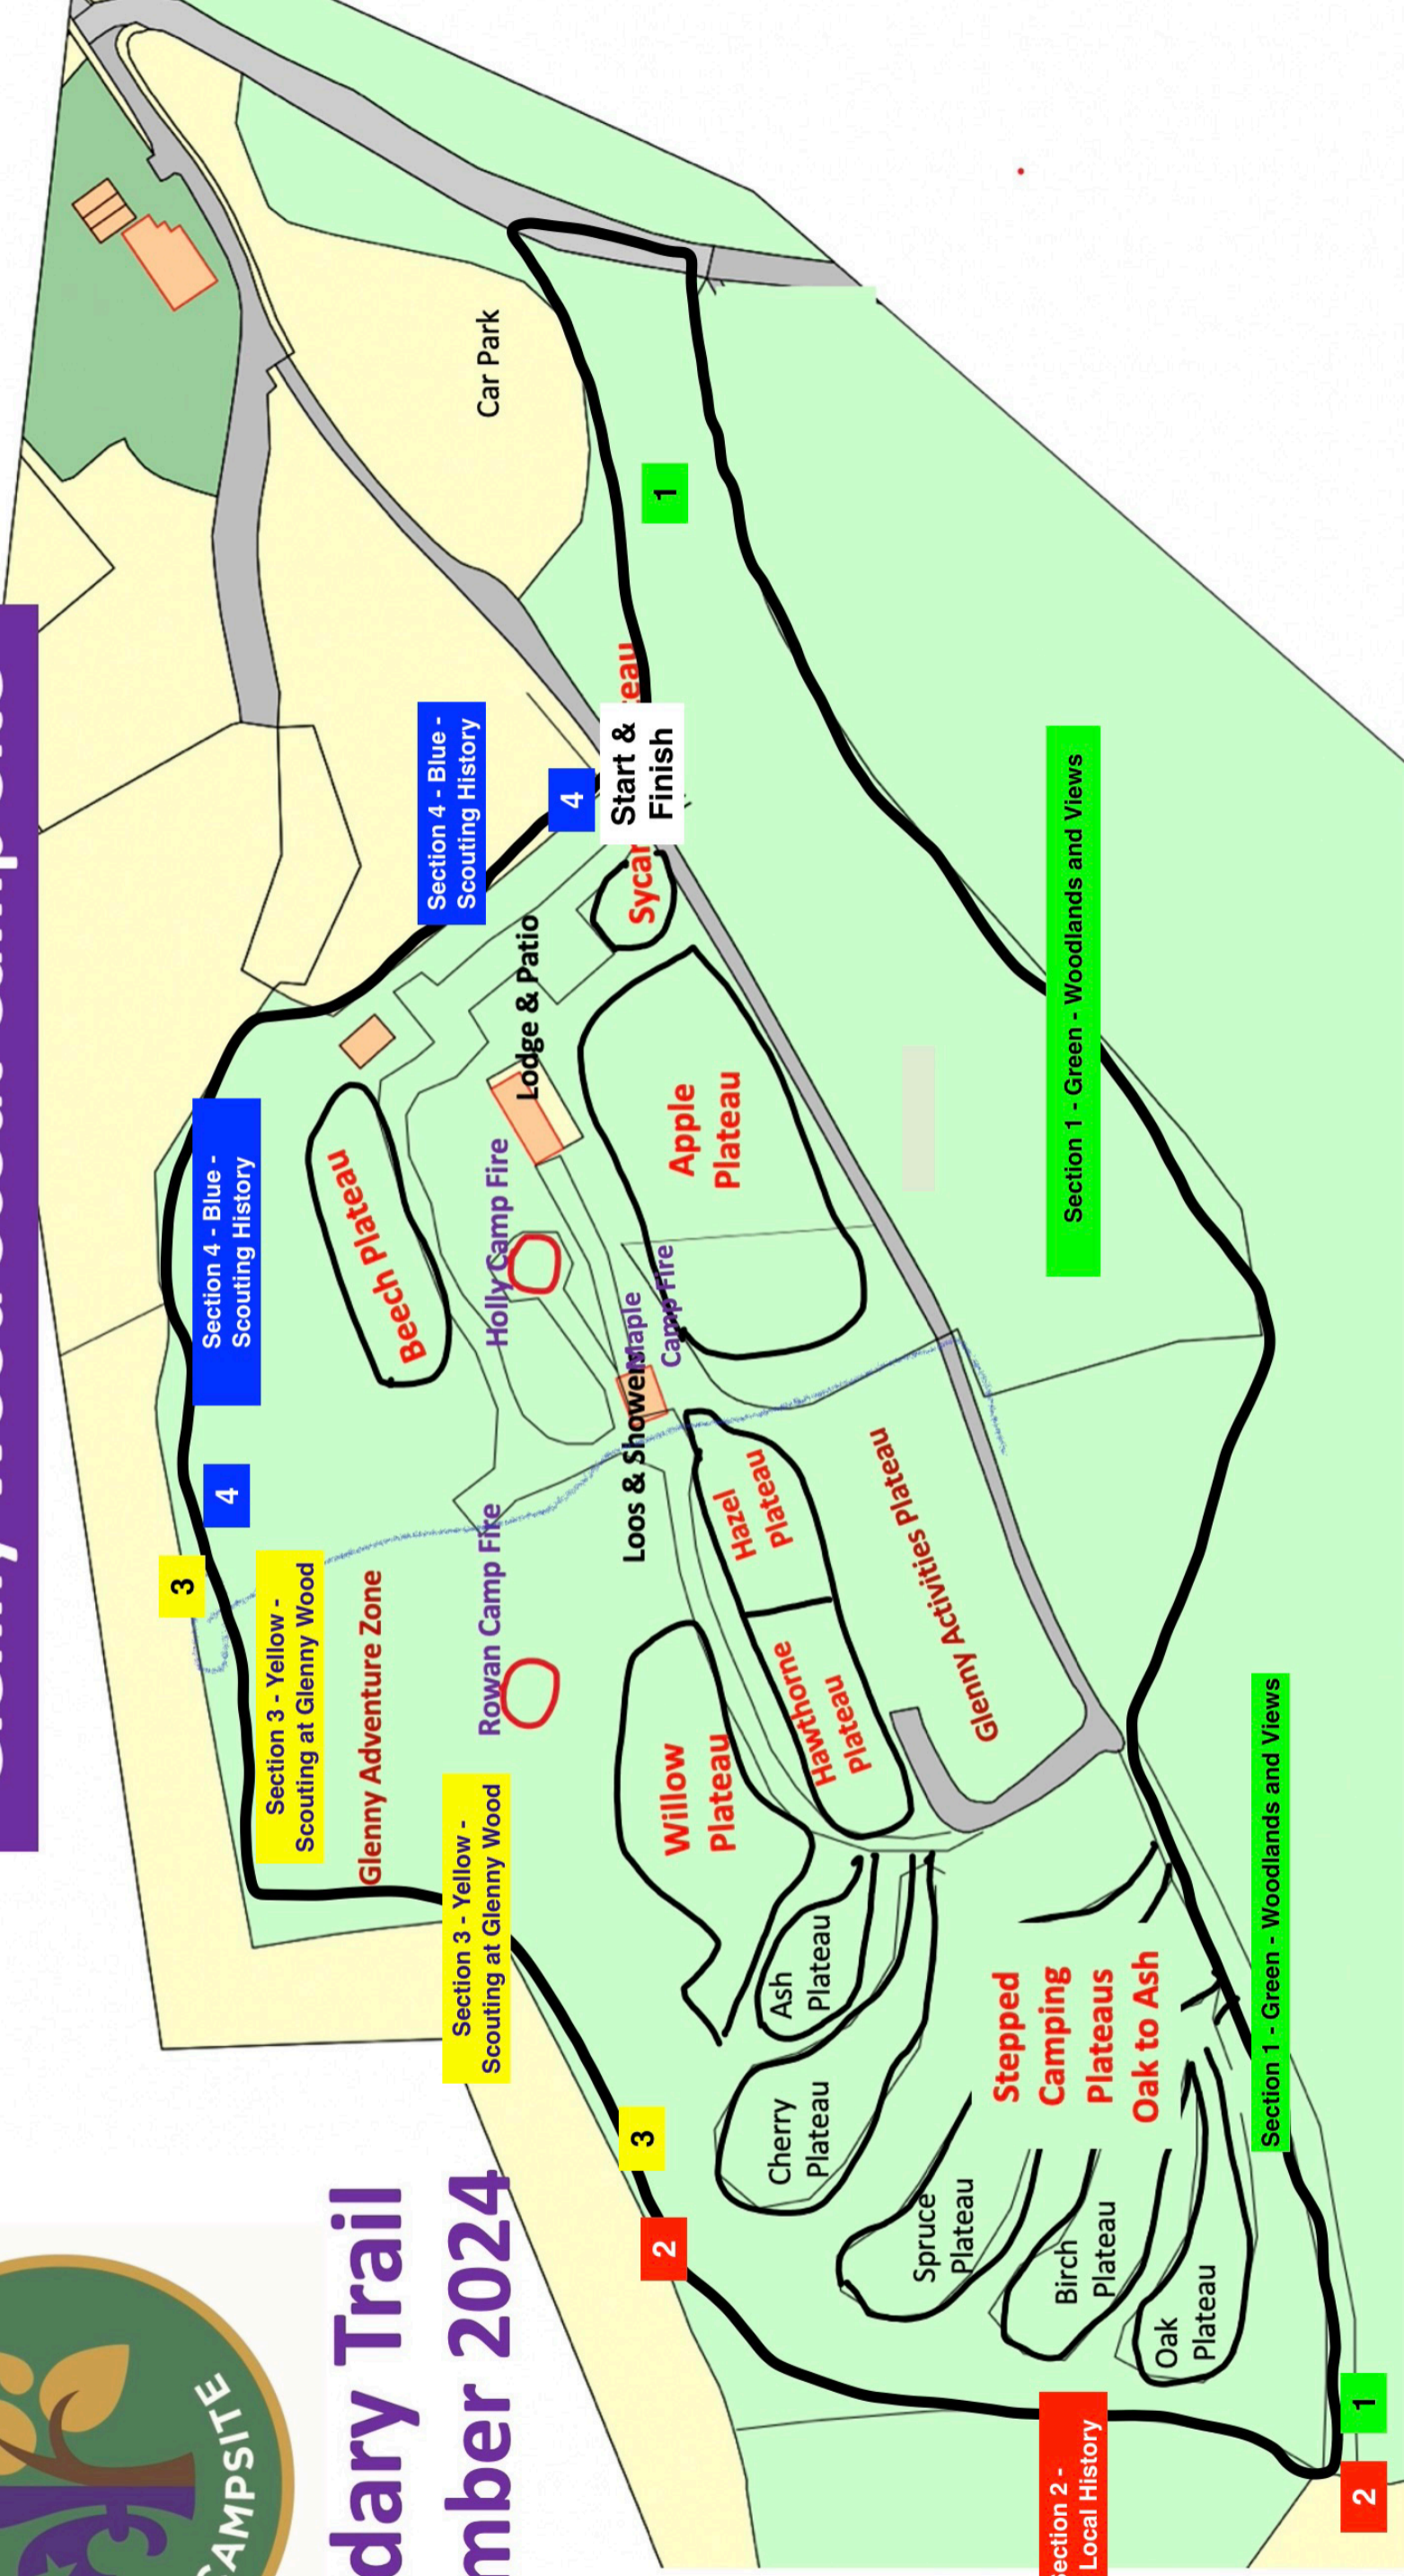 CAMPSITE
dary Trail
mber 2024
Car Park
1
Start &
Finish
Section 4 - Blue -
Scouting History
4
Lodge & Patio
Apple
Plateau
Beech Plateau
Holly Camp Fire
Maple
Camp Fire
Loos & Showers
Section 4 - Blue -
Scouting History
4
3
Section 3 - Yellow -
Scouting at Glenny Wood
Glenny Adventure Zone
Rowan Camp Fire
Hazel
Plateau
Hawthorne
Plateau
Glenny Activities Plateau
Willow
Plateau
Section 3 - Yellow -
Scouting at Glenny Wood
3
2
Ash
Plateau
Cherry
Plateau
Spruce
Plateau
Birch
Plateau
Oak
Plateau
Stepped
Camping
Plateaus
Oak to Ash
Section 1 - Green - Woodlands and Views
Section 1 - Green - Woodlands and Views
1
2
ection 2 -
Local History